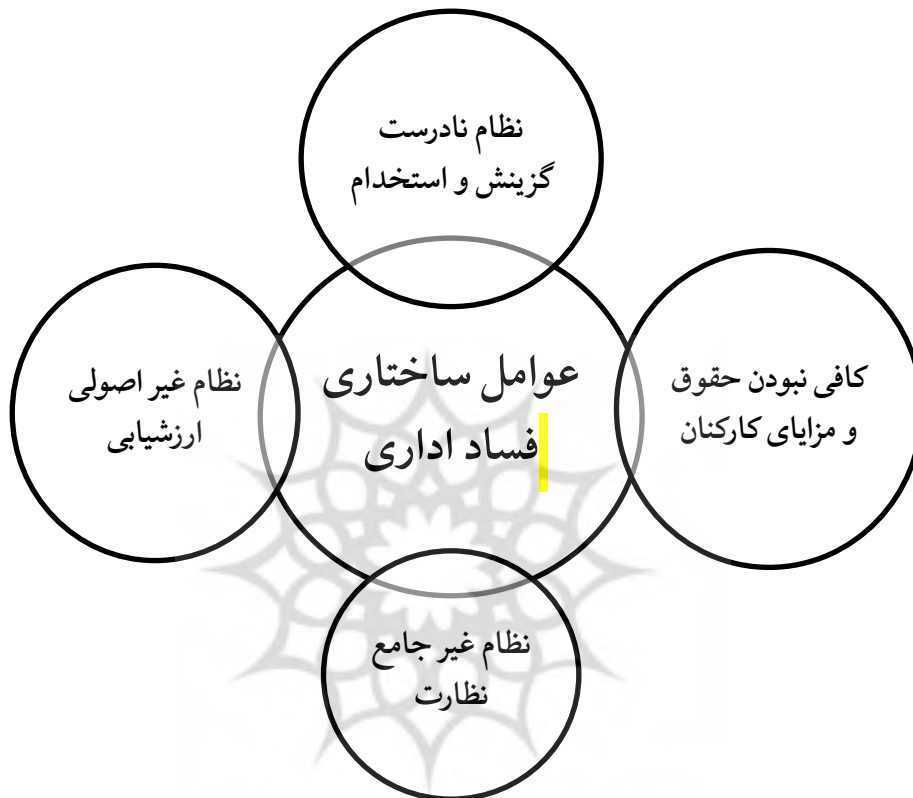 نظام نادرست
گزینش و استخدام
عوامل ساختاری
فساد اداری
کافی نبودن حقوق
و مزایای کارکنان
نظام غیر اصولی
ارزشیابی
نظام غیر جامع
نظارت